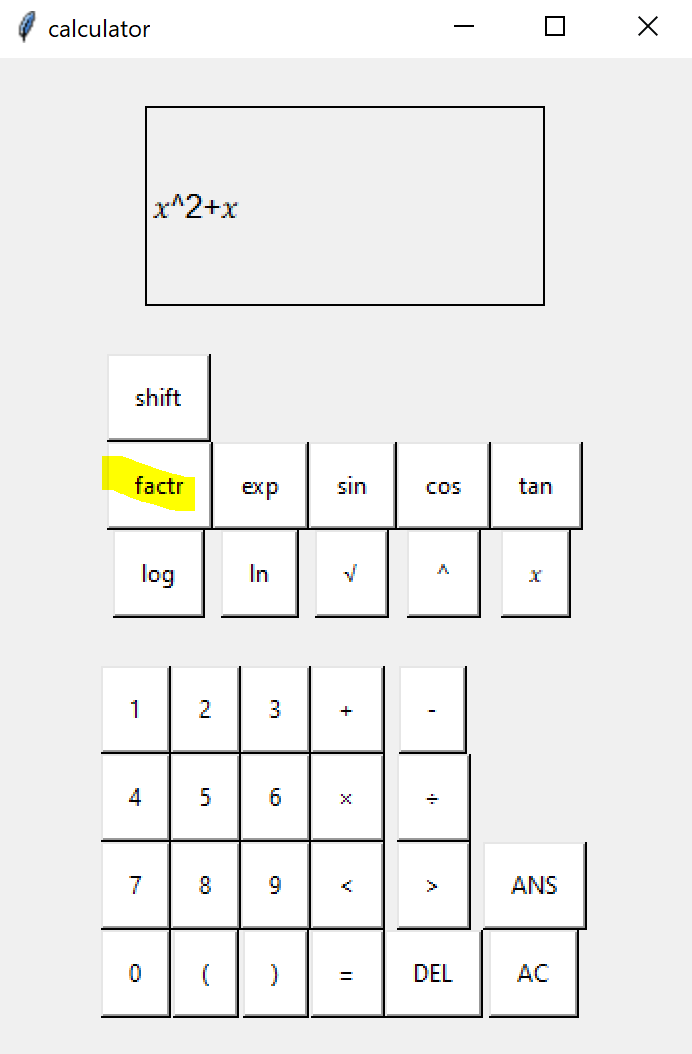 calculator
𝑥^2+𝑥
shift
factr exp sin cos tan
log ln √ ^ 𝑥
1 2 3 + -
4 5 6 × ÷
7 8 9 < > ANS
0 ( ) = DEL AC